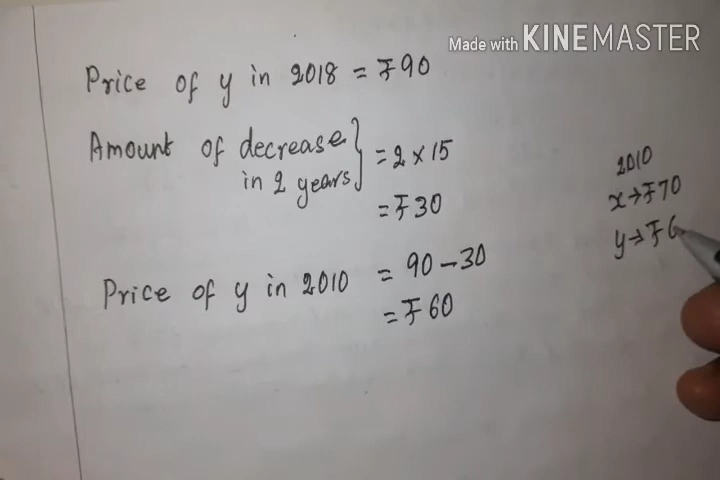 Made with KINEMASTER
Price of y in 2018 = ₹90
Amount of decrease } = 2 × 15
in 2 years
= ₹30
Price of y in 2010 = 90 - 30
= ₹60
2010
x → ₹70
y → ₹6